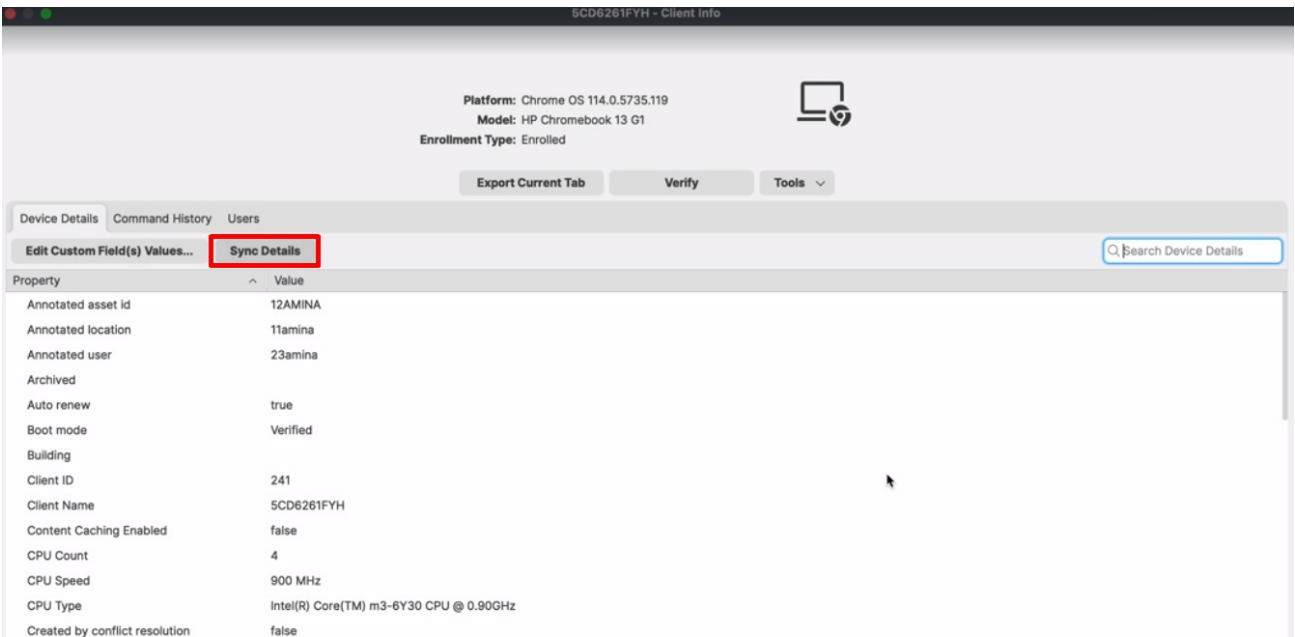 5CD6261FYH - Client Info
Platform: Chrome OS 114.0.5735.119
Model: HP Chromebook 13 G1
Enrollment Type: Enrolled
Export Current Tab Verify Tools
Device Details Command History Users
Edit Custom Field(s) Values... Sync Details Search Device Details
Property Value
Annotated asset id 12AMINA
Annotated location 11amina
Annotated user 23amina
Archived
Auto renew true
Boot mode Verified
Building
Client ID 241
Client Name 5CD6261FYH
Content Caching Enabled false
CPU Count 4
CPU Speed 900 MHz
CPU Type Intel(R) Core(TM) m3-6Y30 CPU @ 0.90GHz
Created by conflict resolution false